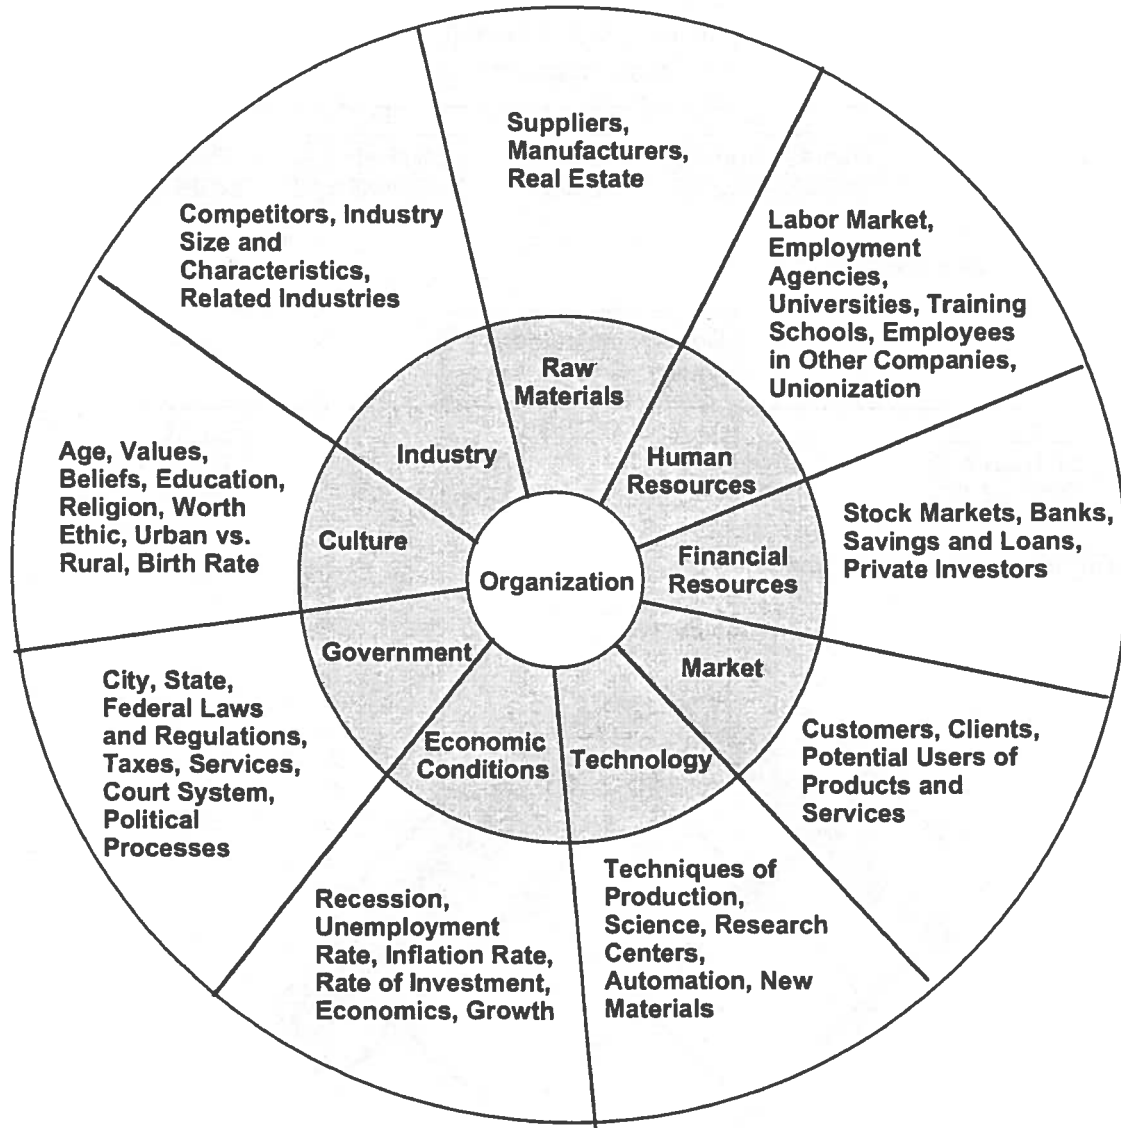 Suppliers,
Manufacturers,
Real Estate
Competitors, Industry
Size and
Characteristics,
Related Industries
Labor Market,
Employment
Agencies,
Universities, Training
Schools, Employees
in Other Companies,
Unionization
Raw
Materials
Industry
Human
Resources
Age, Values,
Beliefs, Education,
Religion, Worth
Ethic, Urban vs.
Rural, Birth Rate
Culture
Organization
Financial
Resources
Stock Markets, Banks,
Savings and Loans,
Private Investors
Government
Market
City, State,
Federal Laws
and Regulations,
Taxes, Services,
Court System,
Political
Processes
Economic
Conditions
Technology
Customers, Clients,
Potential Users of
Products and
Services
Recession,
Unemployment
Rate, Inflation Rate,
Rate of Investment,
Economics, Growth
Techniques of
Production,
Science, Research
Centers,
Automation, New
Materials